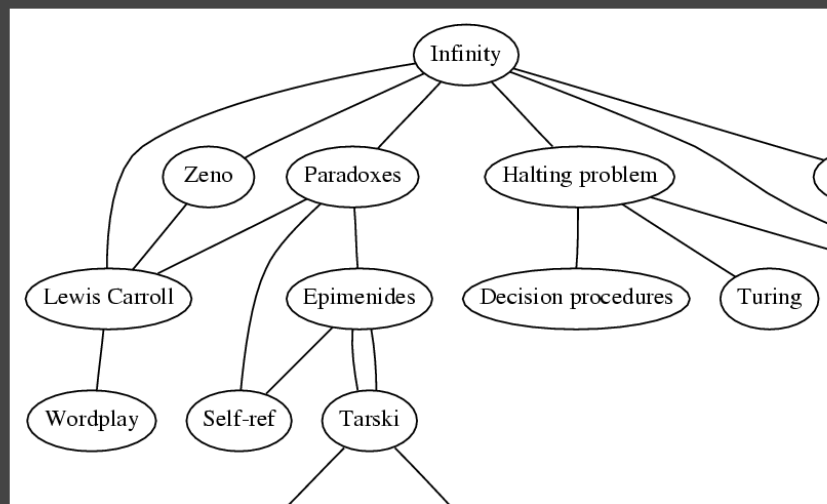 Infinity
Zeno
Paradoxes
Halting problem
Lewis Carroll
Epimenides
Decision procedures
Turing
Wordplay
Self-ref
Tarski